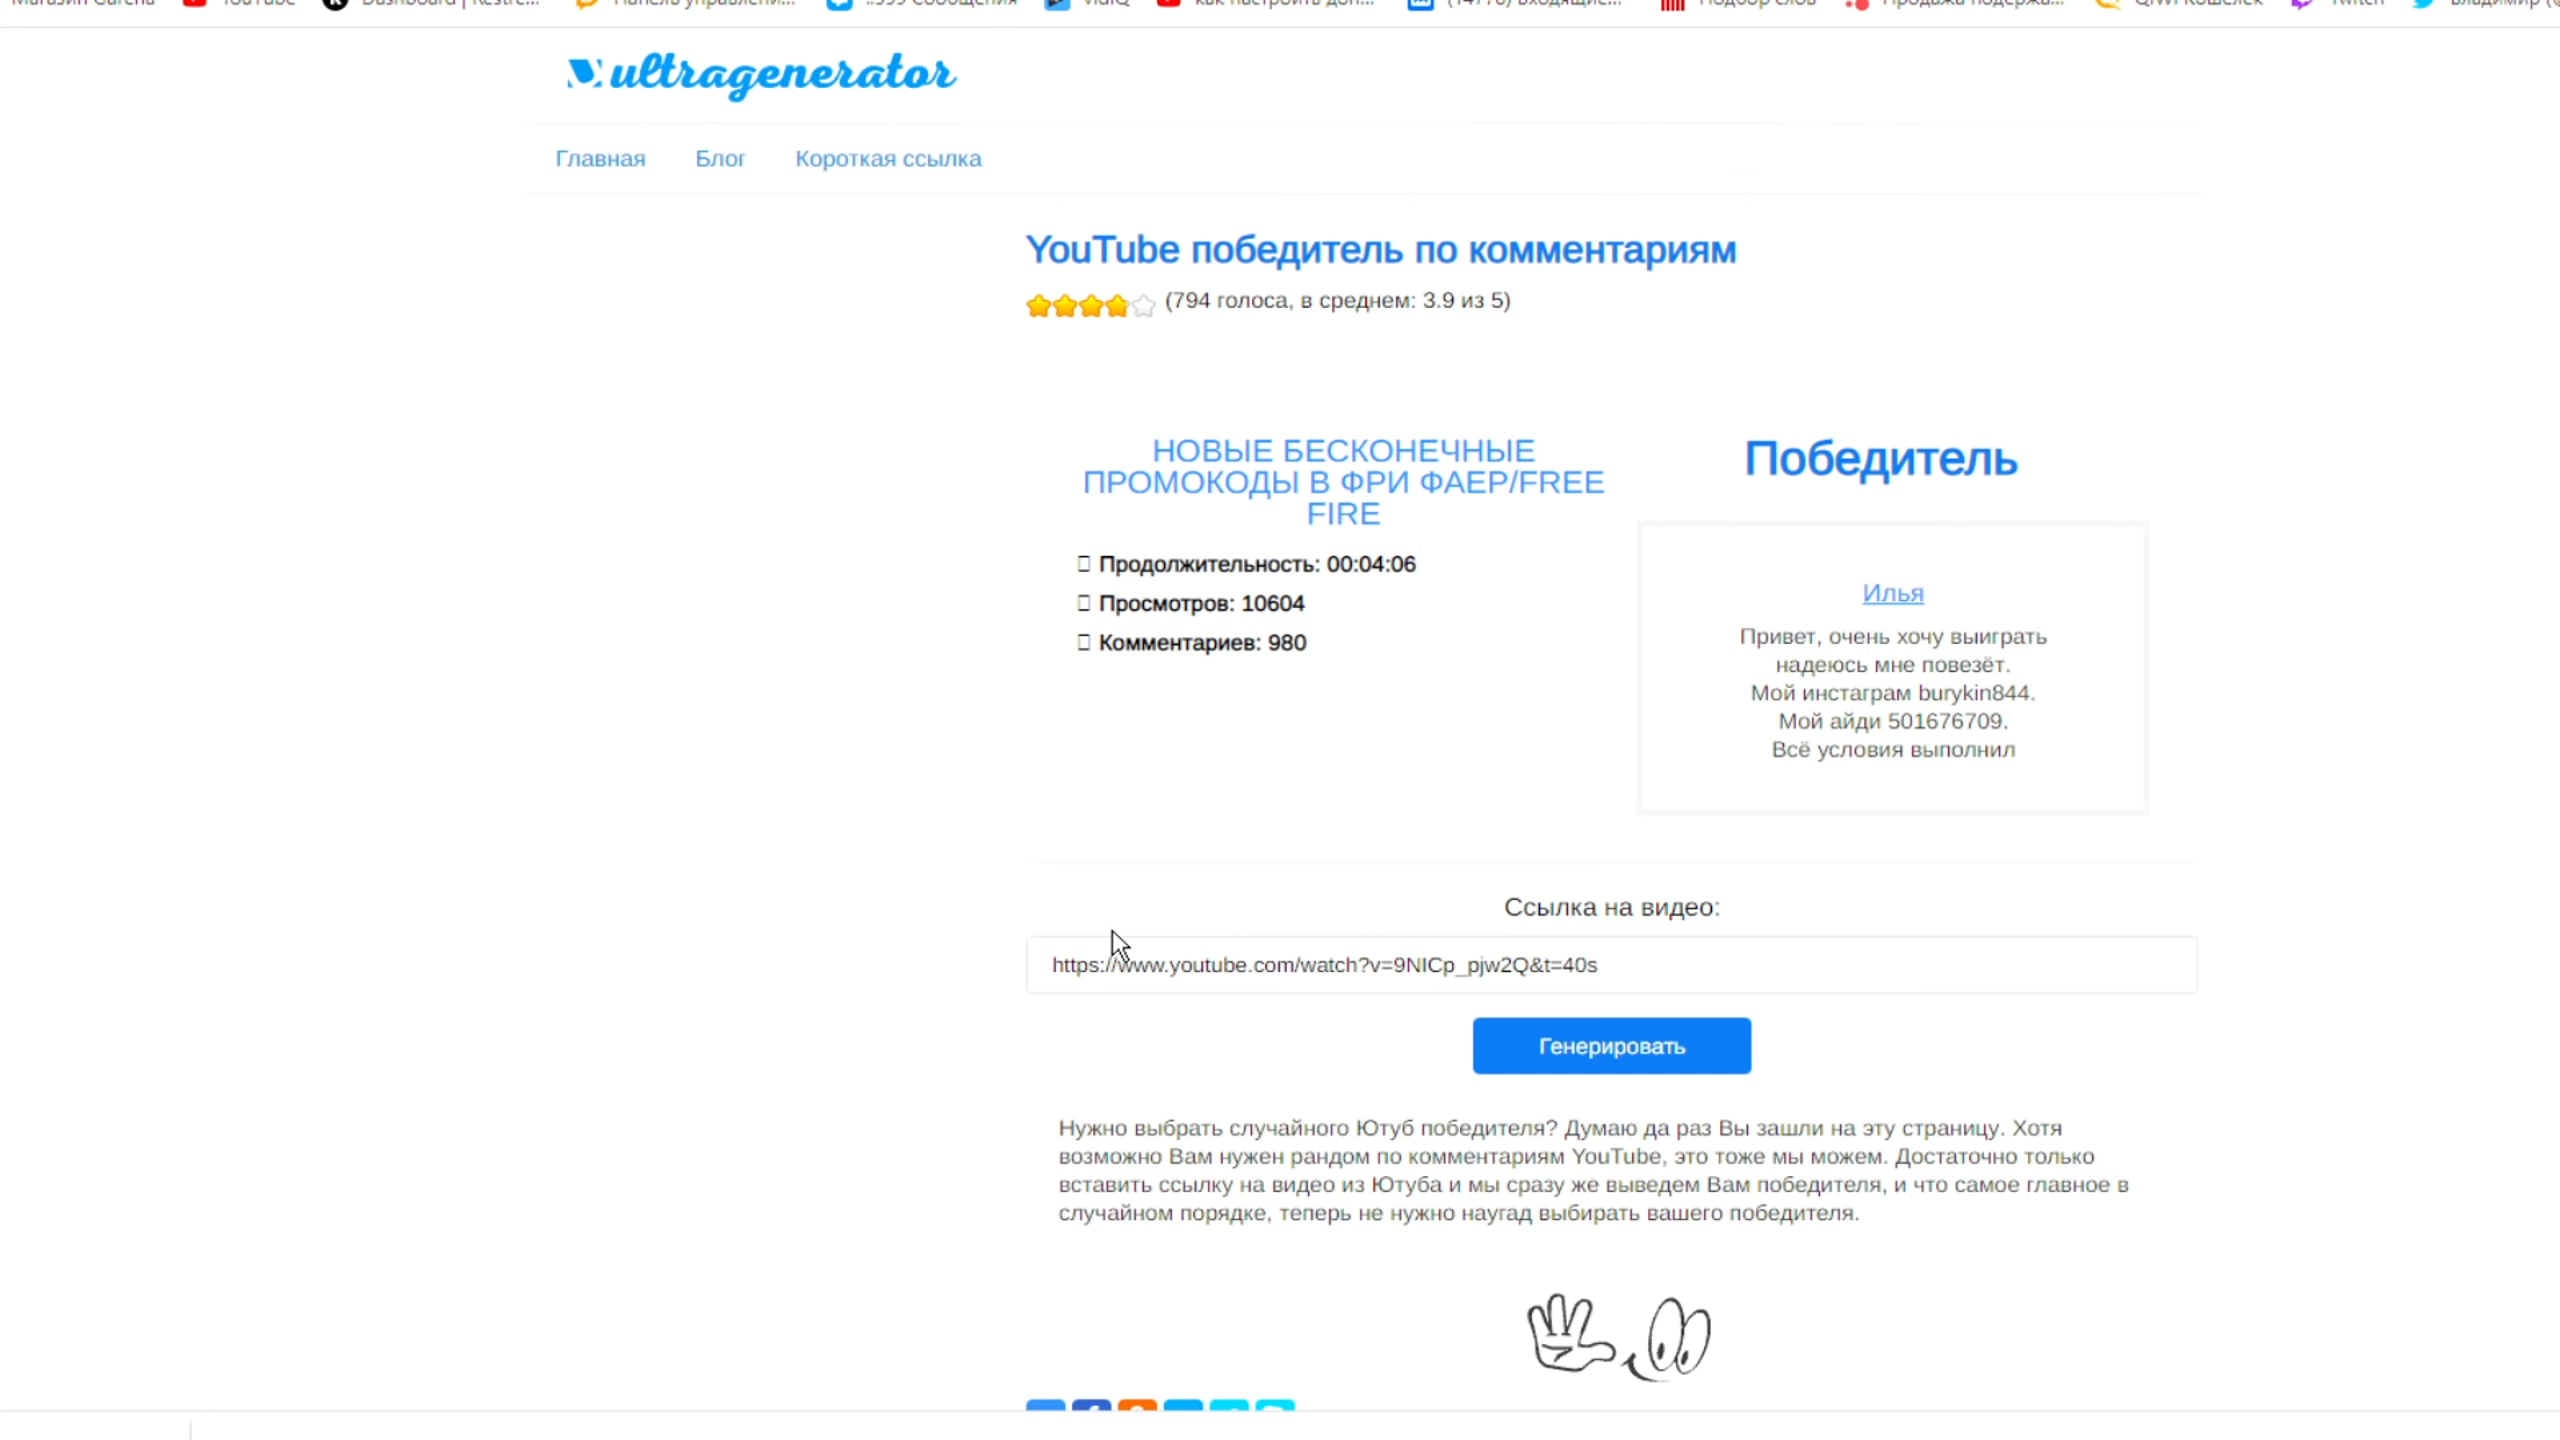 YouTube
ultragenerator
Главная Блог Короткая ссылка
YouTube победитель по комментариям
(794 голоса, в среднем: 3.9 из 5)
НОВЫЕ БЕСКОНЕЧНЫЕ
ПРОМОКОДЫ В ФРИ ФАЕР/FREE
FIRE
Продолжительность: 00:04:06
Просмотров: 10604
Комментариев: 980
Победитель
Илья
Привет, очень хочу выиграть
надеюсь мне повезёт.
Мой инстаграм burykin844.
Мой айди 501676709.
Всё условия выполнил
Ссылка на видео:
https://www.youtube.com/watch?v=9NICp_pjw2Q&t=40s
Генерировать
Нужно выбрать случайного Ютуб победителя? Думаю да раз Вы зашли на эту страницу. Хотя
возможно Вам нужен рандом по комментариям YouTube, это тоже мы можем. Достаточно только
вставить ссылку на видео из Ютуба и мы сразу же выведем Вам победителя, и что самое главное в
случайном порядке, теперь не нужно наугад выбирать вашего победителя.